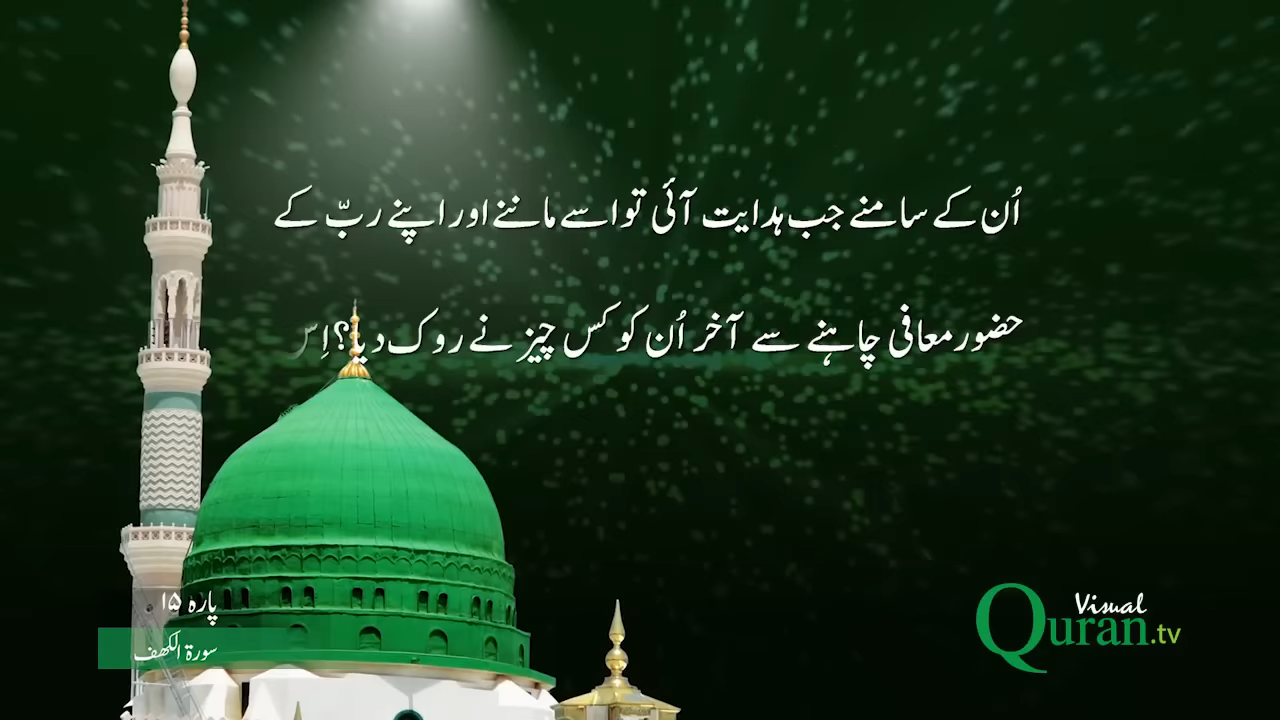 اُن کے سامنے جب ہدایت آئی تو اسے ماننے اور اپنے ربّ کے
حضور معافی چاہنے سے آخر اُن کو کس چیز نے روک دیا؟ اِس
پارہ ۱۵
سورۃ الکھف
Visual
Quran.tv